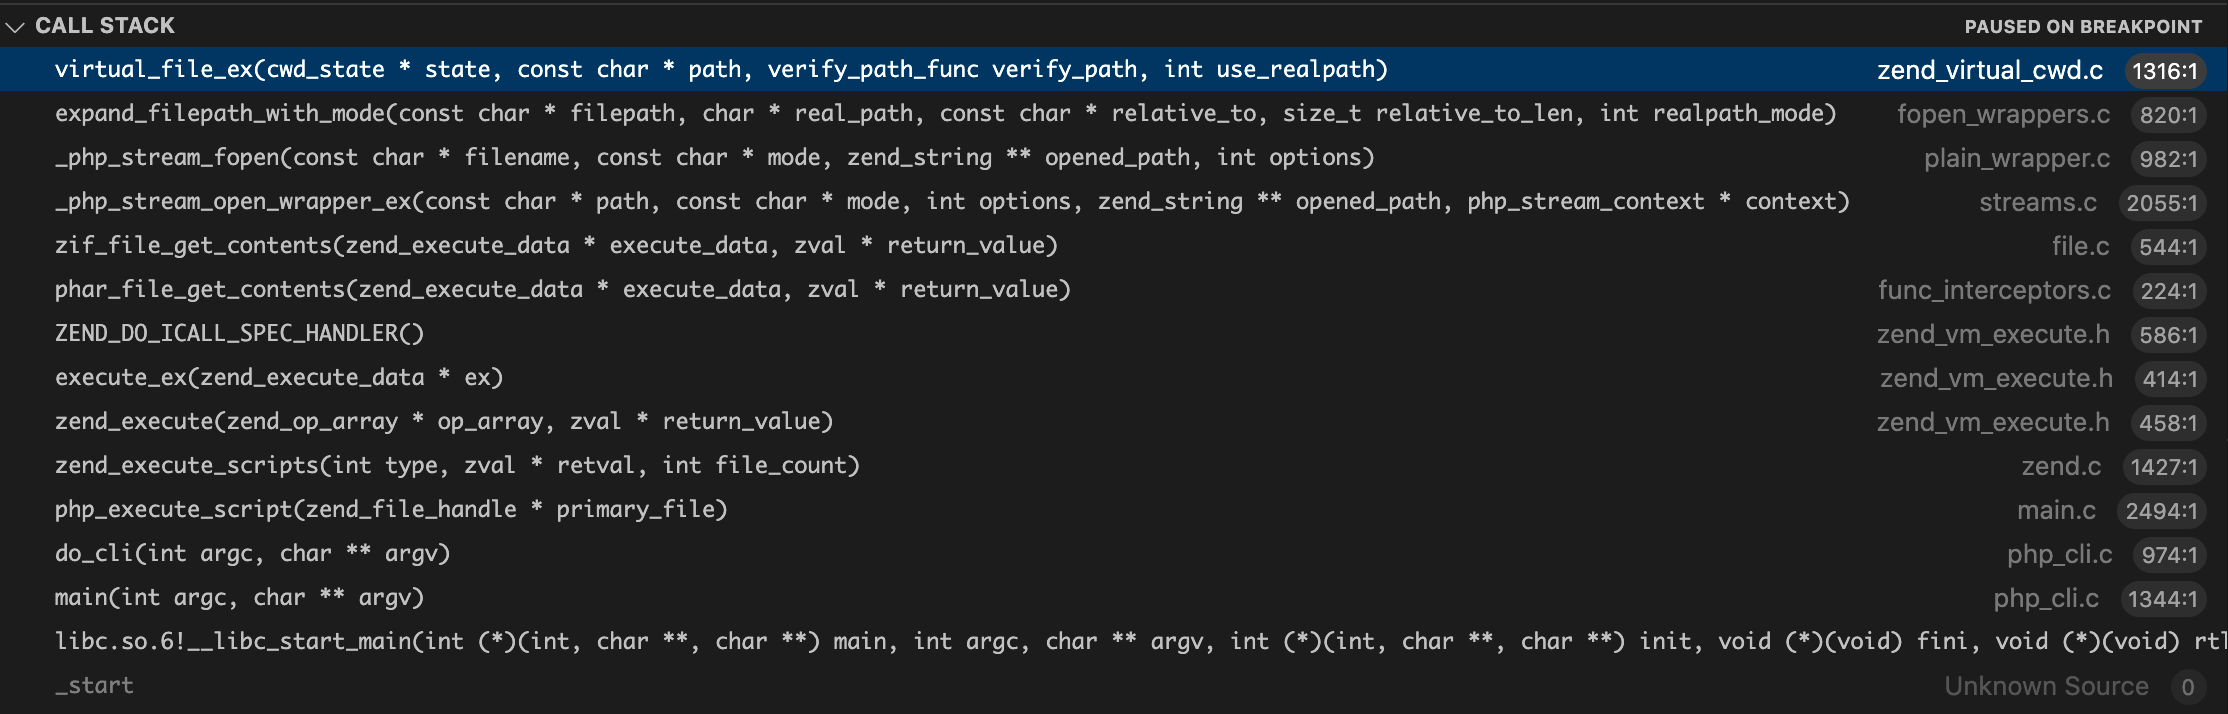 CALL STACK PAUSED ON BREAKPOINT
virtual_file_ex(cwd_state * state, const char * path, verify_path_func verify_path, int use_realpath) zend_virtual_cwd.c 1316:1
expand_filepath_with_mode(const char * filepath, char * real_path, const char * relative_to, size_t relative_to_len, int realpath_mode) fopen_wrappers.c 820:1
_php_stream_fopen(const char * filename, const char * mode, zend_string ** opened_path, int options) plain_wrapper.c 982:1
_php_stream_open_wrapper_ex(const char * path, const char * mode, int options, zend_string ** opened_path, php_stream_context * context) streams.c 2055:1
zif_file_get_contents(zend_execute_data * execute_data, zval * return_value) file.c 544:1
phar_file_get_contents(zend_execute_data * execute_data, zval * return_value) func_interceptors.c 224:1
ZEND_DO_ICALL_SPEC_HANDLER() zend_vm_execute.h 586:1
execute_ex(zend_execute_data * ex) zend_vm_execute.h 414:1
zend_execute(zend_op_array * op_array, zval * return_value) zend_vm_execute.h 458:1
zend_execute_scripts(int type, zval * retval, int file_count) zend.c 1427:1
php_execute_script(zend_file_handle * primary_file) main.c 2494:1
do_cli(int argc, char ** argv) php_cli.c 974:1
main(int argc, char ** argv) php_cli.c 1344:1
libc.so.6!__libc_start_main(int (*)(int, char **, char **) main, int argc, char ** argv, int (*)(int, char **, char **) init, void (*)(void) fini, void (*)(void) rtl
_start Unknown Source 0